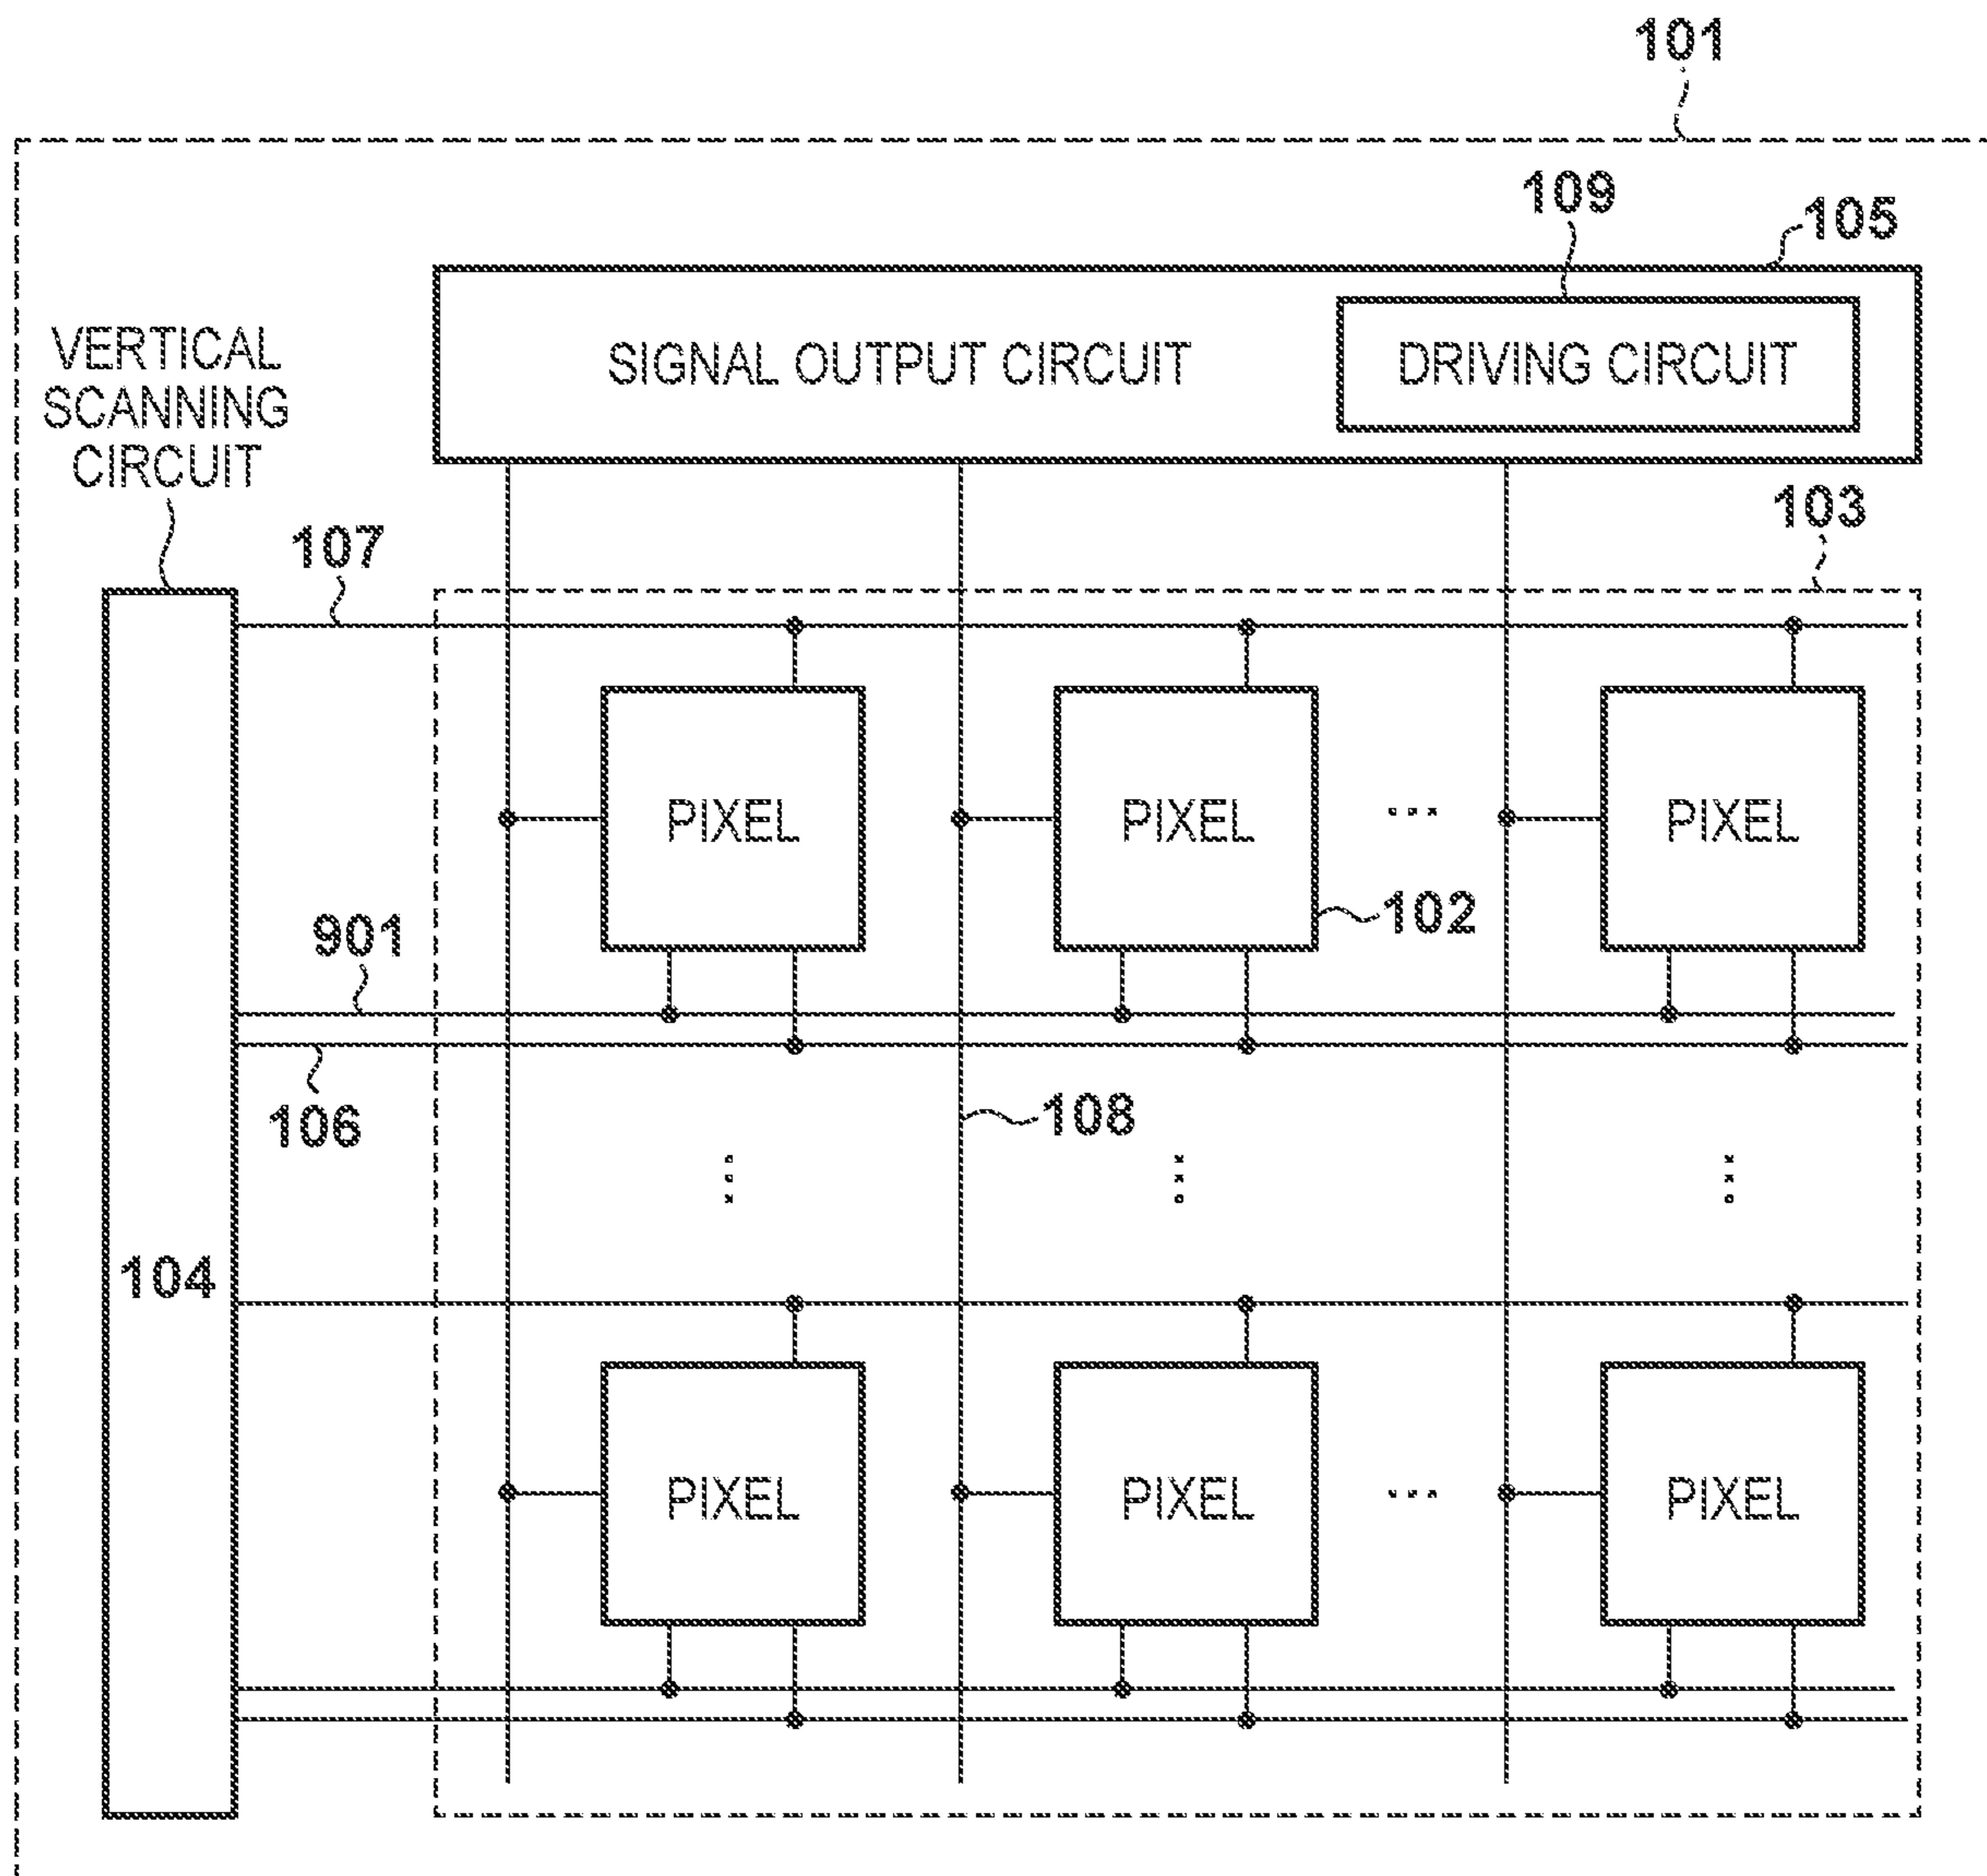 101
109
105
VERTICAL
SCANNING
CIRCUIT
SIGNAL OUTPUT CIRCUIT
DRIVING CIRCUIT
103
107
PIXEL
PIXEL
...
PIXEL
102
901
106
108
104
PIXEL
PIXEL
...
PIXEL